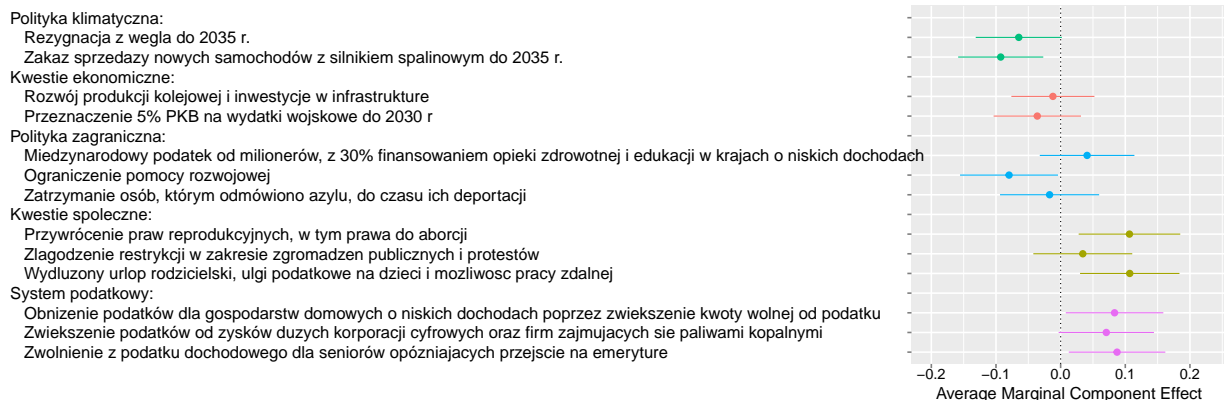 Polityka klimatyczna:
Rezygnacja z wegla do 2035 r.
Zakaz sprzedazy nowych samochodów z silnikiem spalinowym do 2035 r.
Kwestie ekonomiczne:
Rozwój produkcji kolejowej i inwestycje w infrastrukture
Przeznaczenie 5% PKB na wydatki wojskowe do 2030 r
Polityka zagraniczna:
Miedzynarodowy podatek od milionerów, z 30% finansowaniem opieki zdrowotnej i edukacji w krajach o niskich dochodach
Ograniczenie pomocy rozwojowej
Zatrzymanie osób, którym odmówiono azylu, do czasu ich deportacji
Kwestie spoleczne:
Przywrócenie praw reprodukcyjnych, w tym prawa do aborcji
Zlagodzenie restrykcji w zakresie zgromadzen publicznych i protestów
Wydluzony urlop rodzicielski, ulgi podatkowe na dzieci i mozliwosc pracy zdalnej
System podatkowy:
Obnizenie podatków dla gospodarstw domowych o niskich dochodach poprzez zwiekszenie kwoty wolnej od podatku
Zwiekszenie podatków od zysków duzych korporacji cyfrowych oraz firm zajmujacych sie paliwami kopalnymi
Zwolnienie z podatku dochodowego dla seniorów opózniajacych przejscie na emeryture
−0.2 −0.1 0.0 0.1 0.2
Average Marginal Component Effect